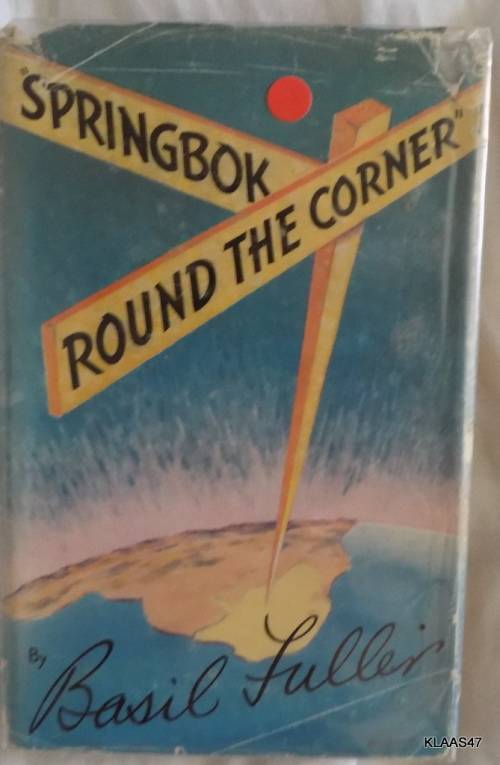 "SPRINGBOK
ROUND THE CORNER"
By
Basil Fuller
KLAAS47